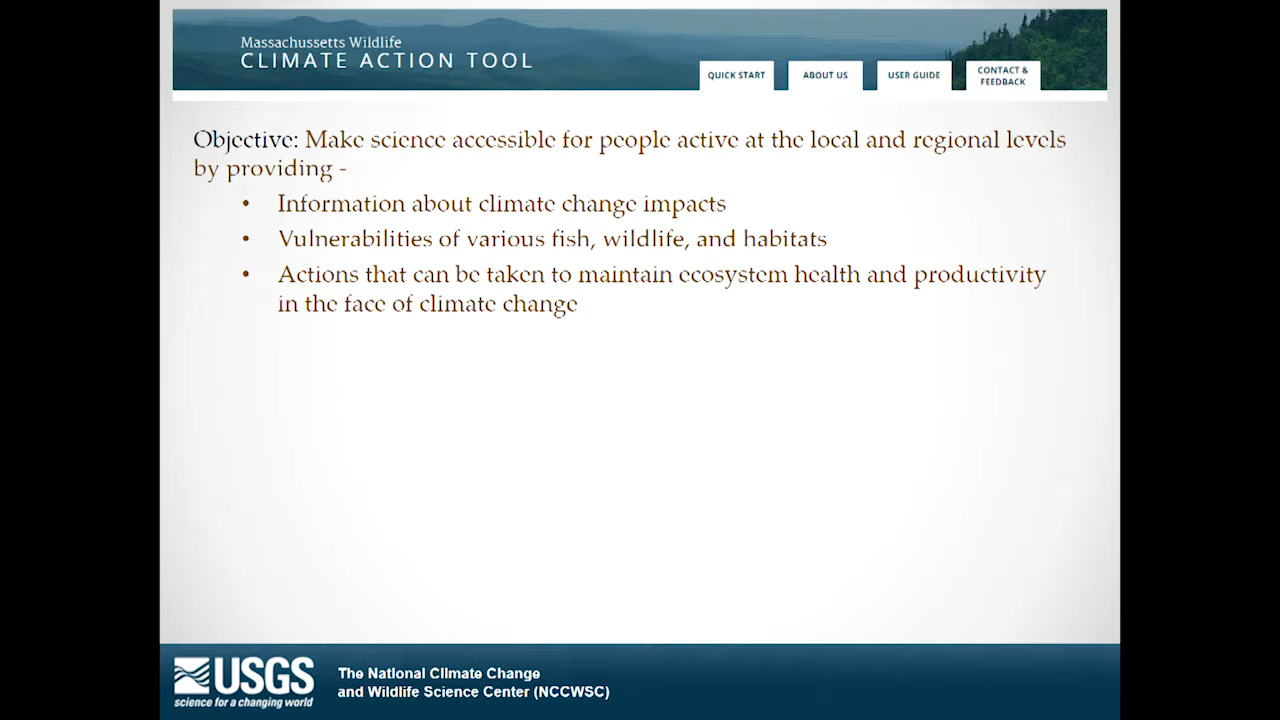 Massachussetts Wildlife
CLIMATE ACTION TOOL
QUICK START
ABOUT US
USER GUIDE
CONTACT &
FEEDBACK
Objective: Make science accessible for people active at the local and regional levels
by providing -
• Information about climate change impacts
• Vulnerabilities of various fish, wildlife, and habitats
• Actions that can be taken to maintain ecosystem health and productivity
in the face of climate change
USGS
science for a changing world
The National Climate Change
and Wildlife Science Center (NCCWSC)